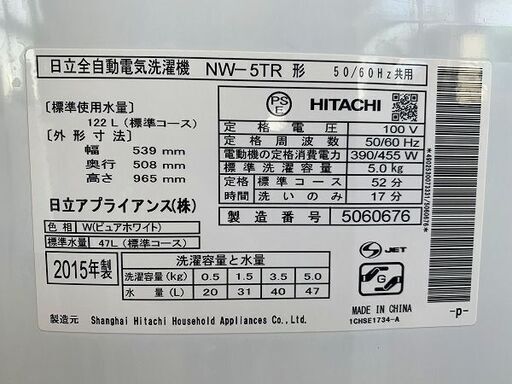 日立全自動電気洗濯機 NW-5TR 形 50/60Hz共用
[標準使用水量]
122L (標準コース)
[外形寸法]
幅 539 mm
奥行 508 mm
高さ 965 mm
日立アプライアンス(株)
色相 W(ピュアホワイト)
標準水量 47L (標準コース)
PS
E
HITACHI
定格電圧 100 V
定格周波数 50/60 Hz
電動機の定格消費電力 390/455 W
標準洗濯容量 5.0 kg
定格 標準コース 52 分
時間 洗いのみ 17 分
製造番号 5060676
2015年製
洗濯容量と水量
洗濯容量(kg) 0.5 1.5 3.5 5.0
水量(L) 20 31 40 47
S JET
G
MADE IN CHINA
1CHSE1734-A
製造元 Shanghai Hitachi Household Appliances Co., Ltd.
*4902530073331/5060676*
-p-